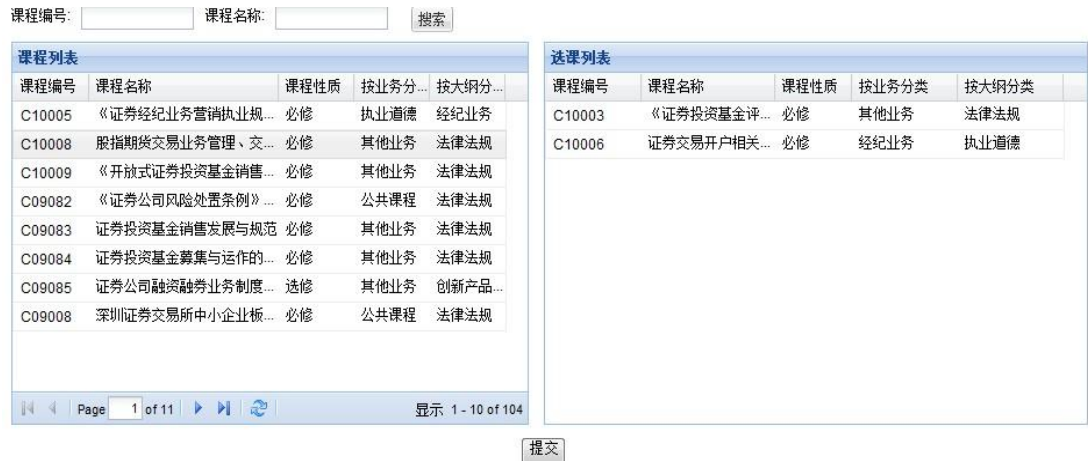 课程编号: 课程名称: 搜索
课程列表
课程编号 课程名称 课程性质 按业务分... 按大纲分...
C10005 《证券经纪业务营销执业规... 必修 执业道德 经纪业务
C10008 股指期货交易业务管理、交... 必修 其他业务 法律法规
C10009 《开放式证券投资基金销售... 必修 其他业务 法律法规
C09082 《证券公司风险处置条例》... 必修 公共课程 法律法规
C09083 证券投资基金销售发展与规范 必修 其他业务 法律法规
C09084 证券投资基金募集与运作的... 必修 其他业务 法律法规
C09085 证券公司融资融券业务制度... 选修 其他业务 创新产品...
C09008 深圳证券交易所中小企业板... 必修 公共课程 法律法规
Page 1 of 11 显示 1 - 10 of 104
选课列表
课程编号 课程名称 课程性质 按业务分类 按大纲分类
C10003 《证券投资基金评... 必修 其他业务 法律法规
C10006 证券交易开户相关... 必修 经纪业务 执业道德
提交